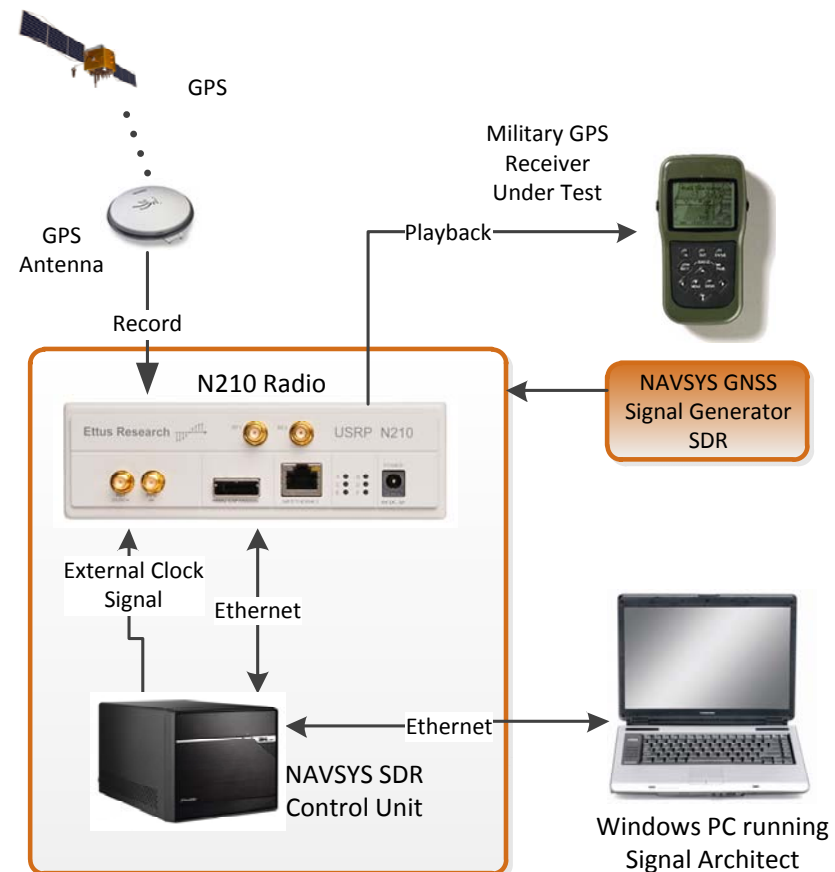 GPS
Military GPS
Receiver
Under Test
GPS
Antenna
Playback
Record
N210 Radio
NAVSYS GNSS
Signal Generator
SDR
Ettus Research
USRP N210
External Clock
Signal
Ethernet
Ethernet
NAVSYS SDR
Control Unit
Windows PC running
Signal Architect